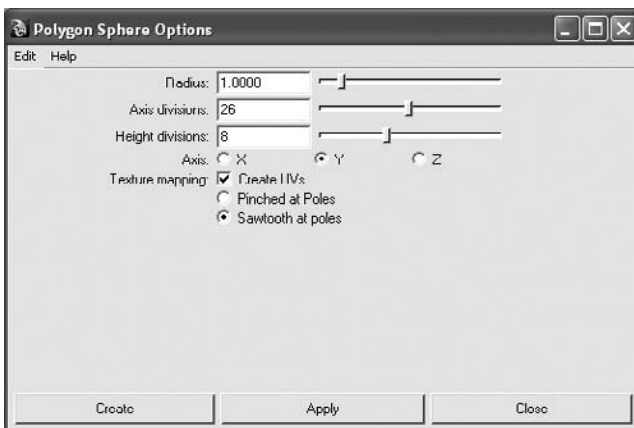 Polygon Sphere Options
Edit Help
Radius: 1.0000
Axis divisions: 26
Height divisions: 8
Axis: X Y Z
Texture mapping: Create UVs
Pinched at Poles
Sawtooth at poles
Create Apply Close